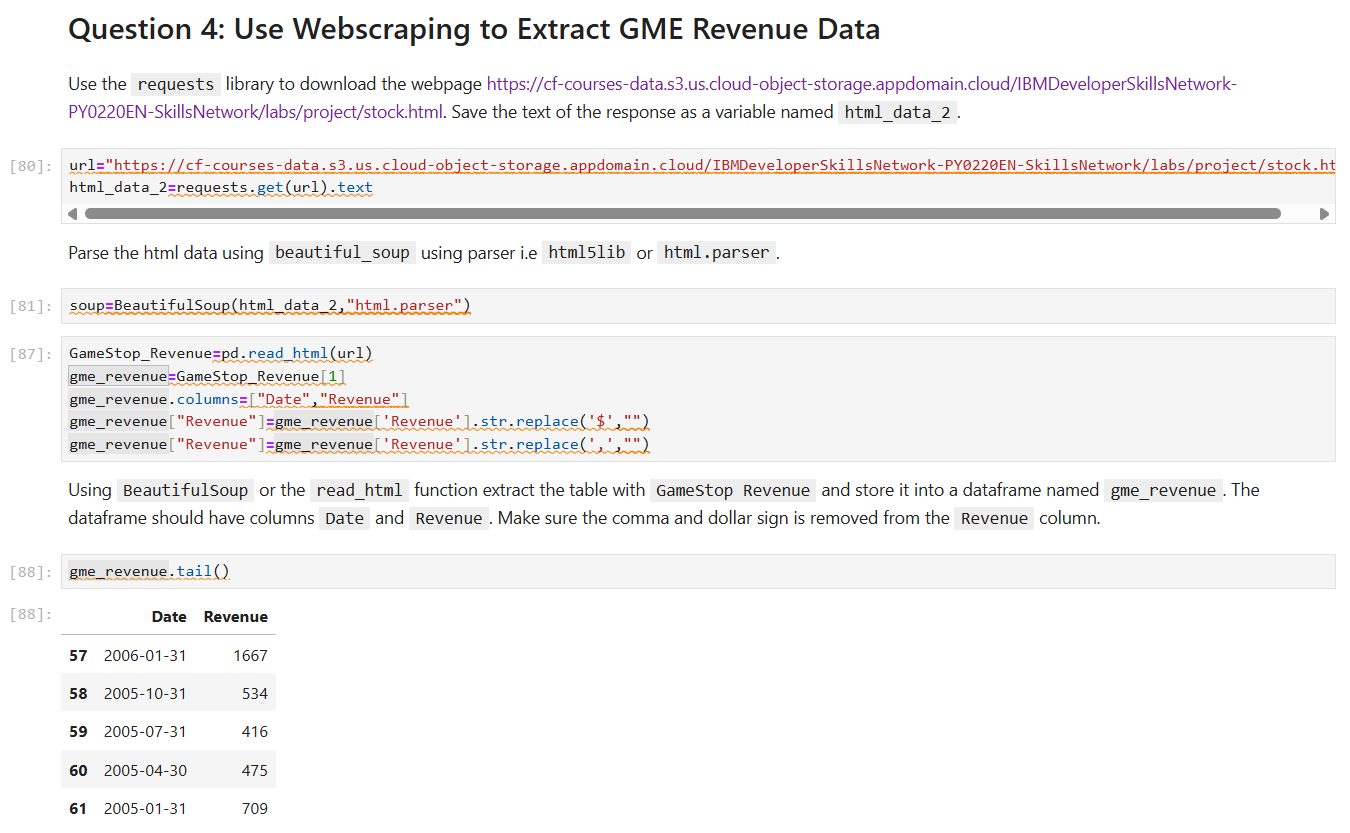 Question 4: Use Webscraping to Extract GME Revenue Data
Use the requests library to download the webpage https://cf-courses-data.s3.us.cloud-object-storage.appdomain.cloud/IBMDeveloperSkillsNetwork-
PY0220EN-SkillsNetwork/labs/project/stock.html. Save the text of the response as a variable named html_data_2.
[80]: url="https://cf-courses-data.s3.us.cloud-object-storage.appdomain.cloud/IBMDeveloperSkillsNetwork-PY0220EN-SkillsNetwork/labs/project/stock.ht
html_data_2=requests.get(url).text
Parse the html data using beautiful_soup using parser i.e html5lib or html.parser.
[81]: soup=BeautifulSoup(html_data_2,"html.parser")
[87]: GameStop_Revenue=pd.read_html(url)
gme_revenue=GameStop_Revenue[1]
gme_revenue.columns=["Date","Revenue"]
gme_revenue["Revenue"]=gme_revenue['Revenue'].str.replace('$',"")
gme_revenue["Revenue"]=gme_revenue['Revenue'].str.replace(',',"")
Using BeautifulSoup or the read_html function extract the table with GameStop Revenue and store it into a dataframe named gme_revenue. The
dataframe should have columns Date and Revenue. Make sure the comma and dollar sign is removed from the Revenue column.
[88]: gme_revenue.tail()
[88]: Date Revenue
57 2006-01-31 1667
58 2005-10-31 534
59 2005-07-31 416
60 2005-04-30 475
61 2005-01-31 709